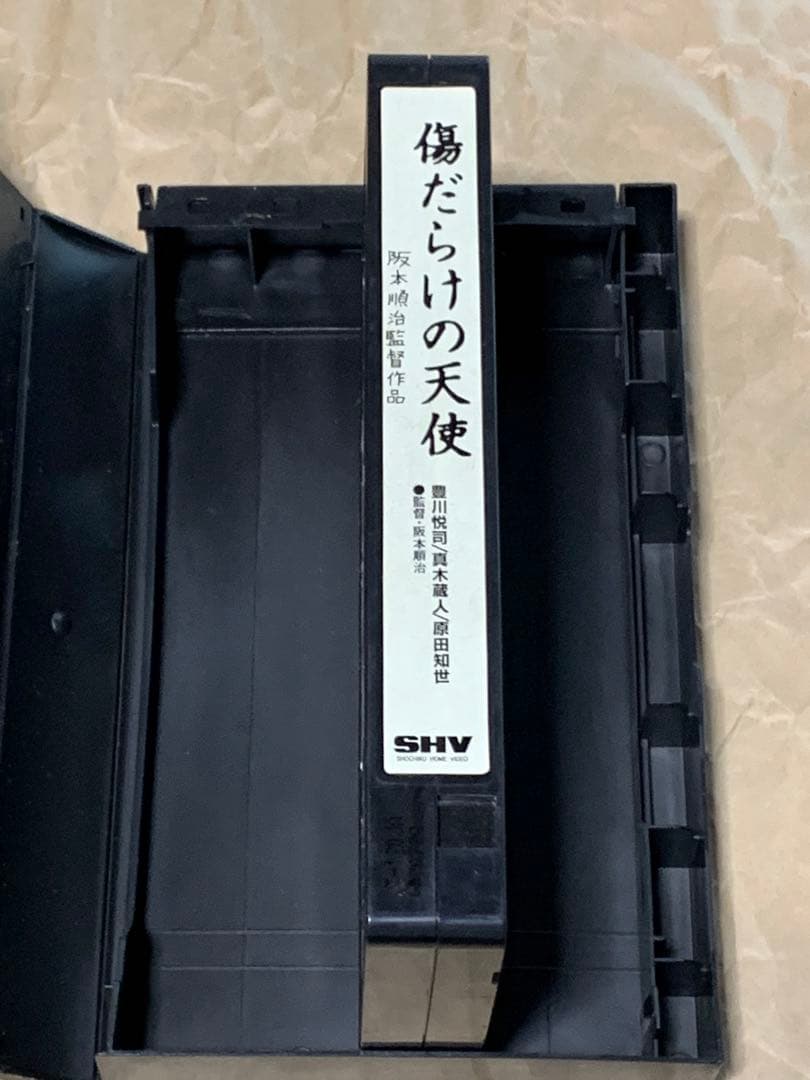 傷だらけの天使
阪本順治監督作品
豊川悦司/真木蔵人/原田知世
●監督・阪本順治
SHV
SHOCHIKU HOME VIDEO